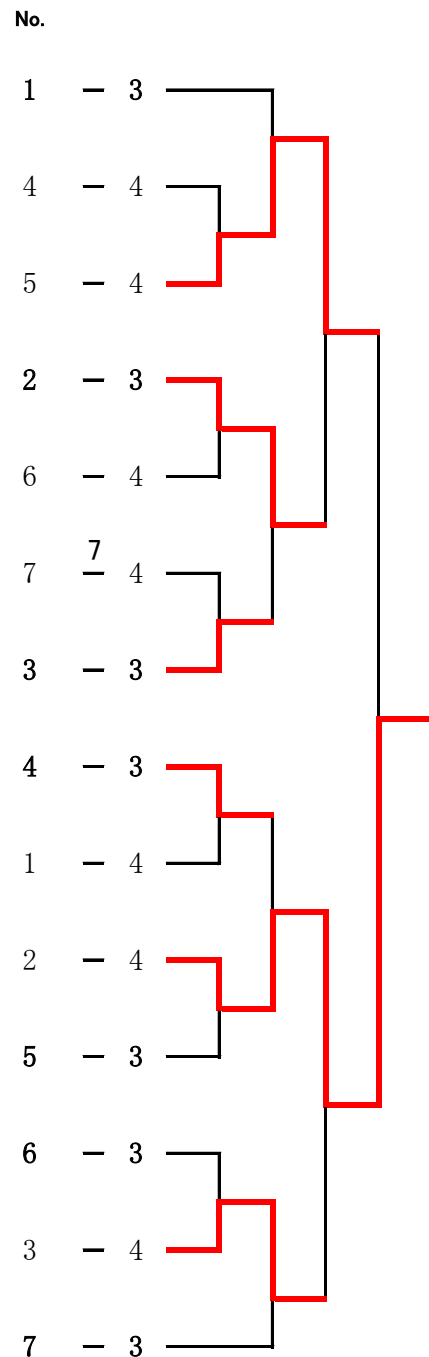 No.
1 － 3
4 － 4
5 － 4
2 － 3
6 － 4
7
7 － 4
3 － 3
4 － 3
1 － 4
2 － 4
5 － 3
6 － 3
3 － 4
7 － 3